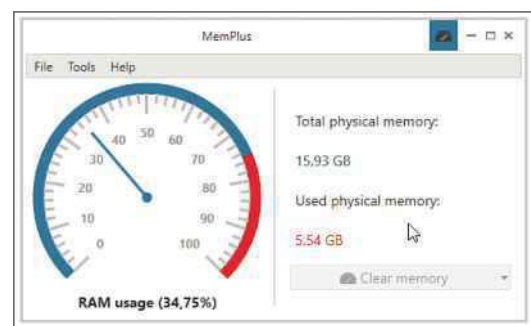 MemPlus
File Tools Help
0
10
20
30
40
50
60
70
80
90
100
RAM usage (34,75%)
Total physical memory:
15,93 GB
Used physical memory:
5,54 GB
Clear memory